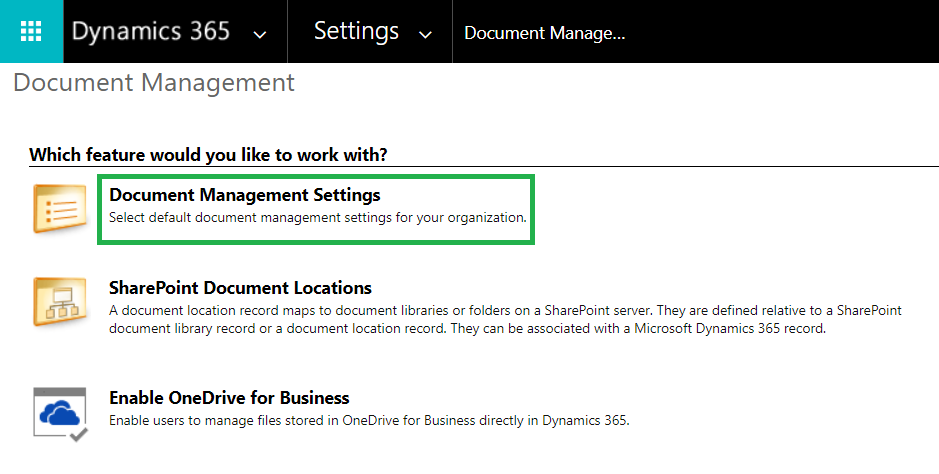 Dynamics 365
Settings
Document Manage...
Document Management
Which feature would you like to work with?
Document Management Settings
Select default document management settings for your organization.
SharePoint Document Locations
A document location record maps to document libraries or folders on a SharePoint server. They are defined relative to a SharePoint
document library record or a document location record. They can be associated with a Microsoft Dynamics 365 record.
Enable OneDrive for Business
Enable users to manage files stored in OneDrive for Business directly in Dynamics 365.